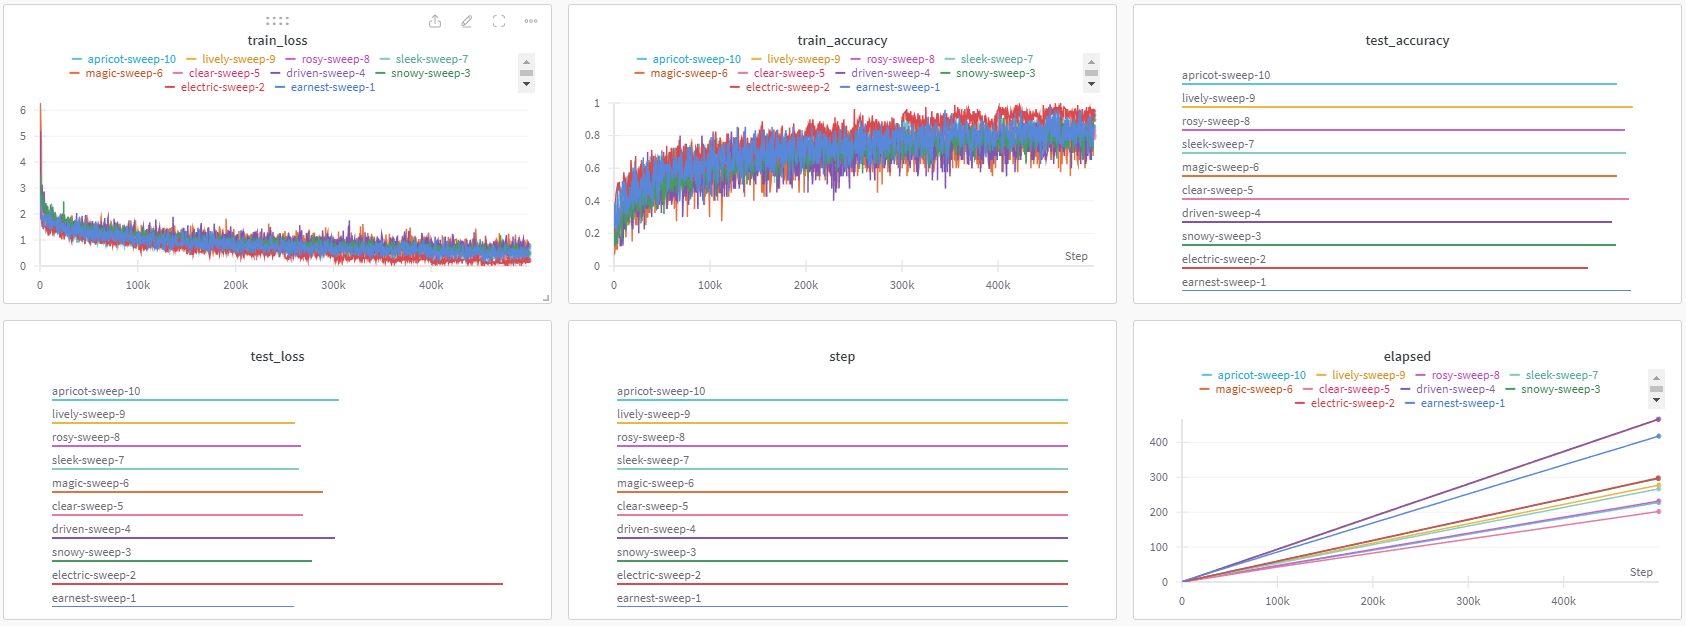 train_loss
apricot-sweep-10 lively-sweep-9 rosy-sweep-8 sleek-sweep-7
magic-sweep-6 clear-sweep-5 driven-sweep-4 snowy-sweep-3
electric-sweep-2 earnest-sweep-1
6
5
4
3
2
1
0
0 100k 200k 300k 400k
train_accuracy
apricot-sweep-10 lively-sweep-9 rosy-sweep-8 sleek-sweep-7
magic-sweep-6 clear-sweep-5 driven-sweep-4 snowy-sweep-3
electric-sweep-2 earnest-sweep-1
1
0.8
0.6
0.4
0.2
0
Step
0 100k 200k 300k 400k
test_accuracy
apricot-sweep-10
lively-sweep-9
rosy-sweep-8
sleek-sweep-7
magic-sweep-6
clear-sweep-5
driven-sweep-4
snowy-sweep-3
electric-sweep-2
earnest-sweep-1
test_loss
apricot-sweep-10
lively-sweep-9
rosy-sweep-8
sleek-sweep-7
magic-sweep-6
clear-sweep-5
driven-sweep-4
snowy-sweep-3
electric-sweep-2
earnest-sweep-1
step
apricot-sweep-10
lively-sweep-9
rosy-sweep-8
sleek-sweep-7
magic-sweep-6
clear-sweep-5
driven-sweep-4
snowy-sweep-3
electric-sweep-2
earnest-sweep-1
elapsed
apricot-sweep-10 lively-sweep-9 rosy-sweep-8 sleek-sweep-7
magic-sweep-6 clear-sweep-5 driven-sweep-4 snowy-sweep-3
electric-sweep-2 earnest-sweep-1
400
300
200
100
0
Step
0 100k 200k 300k 400k